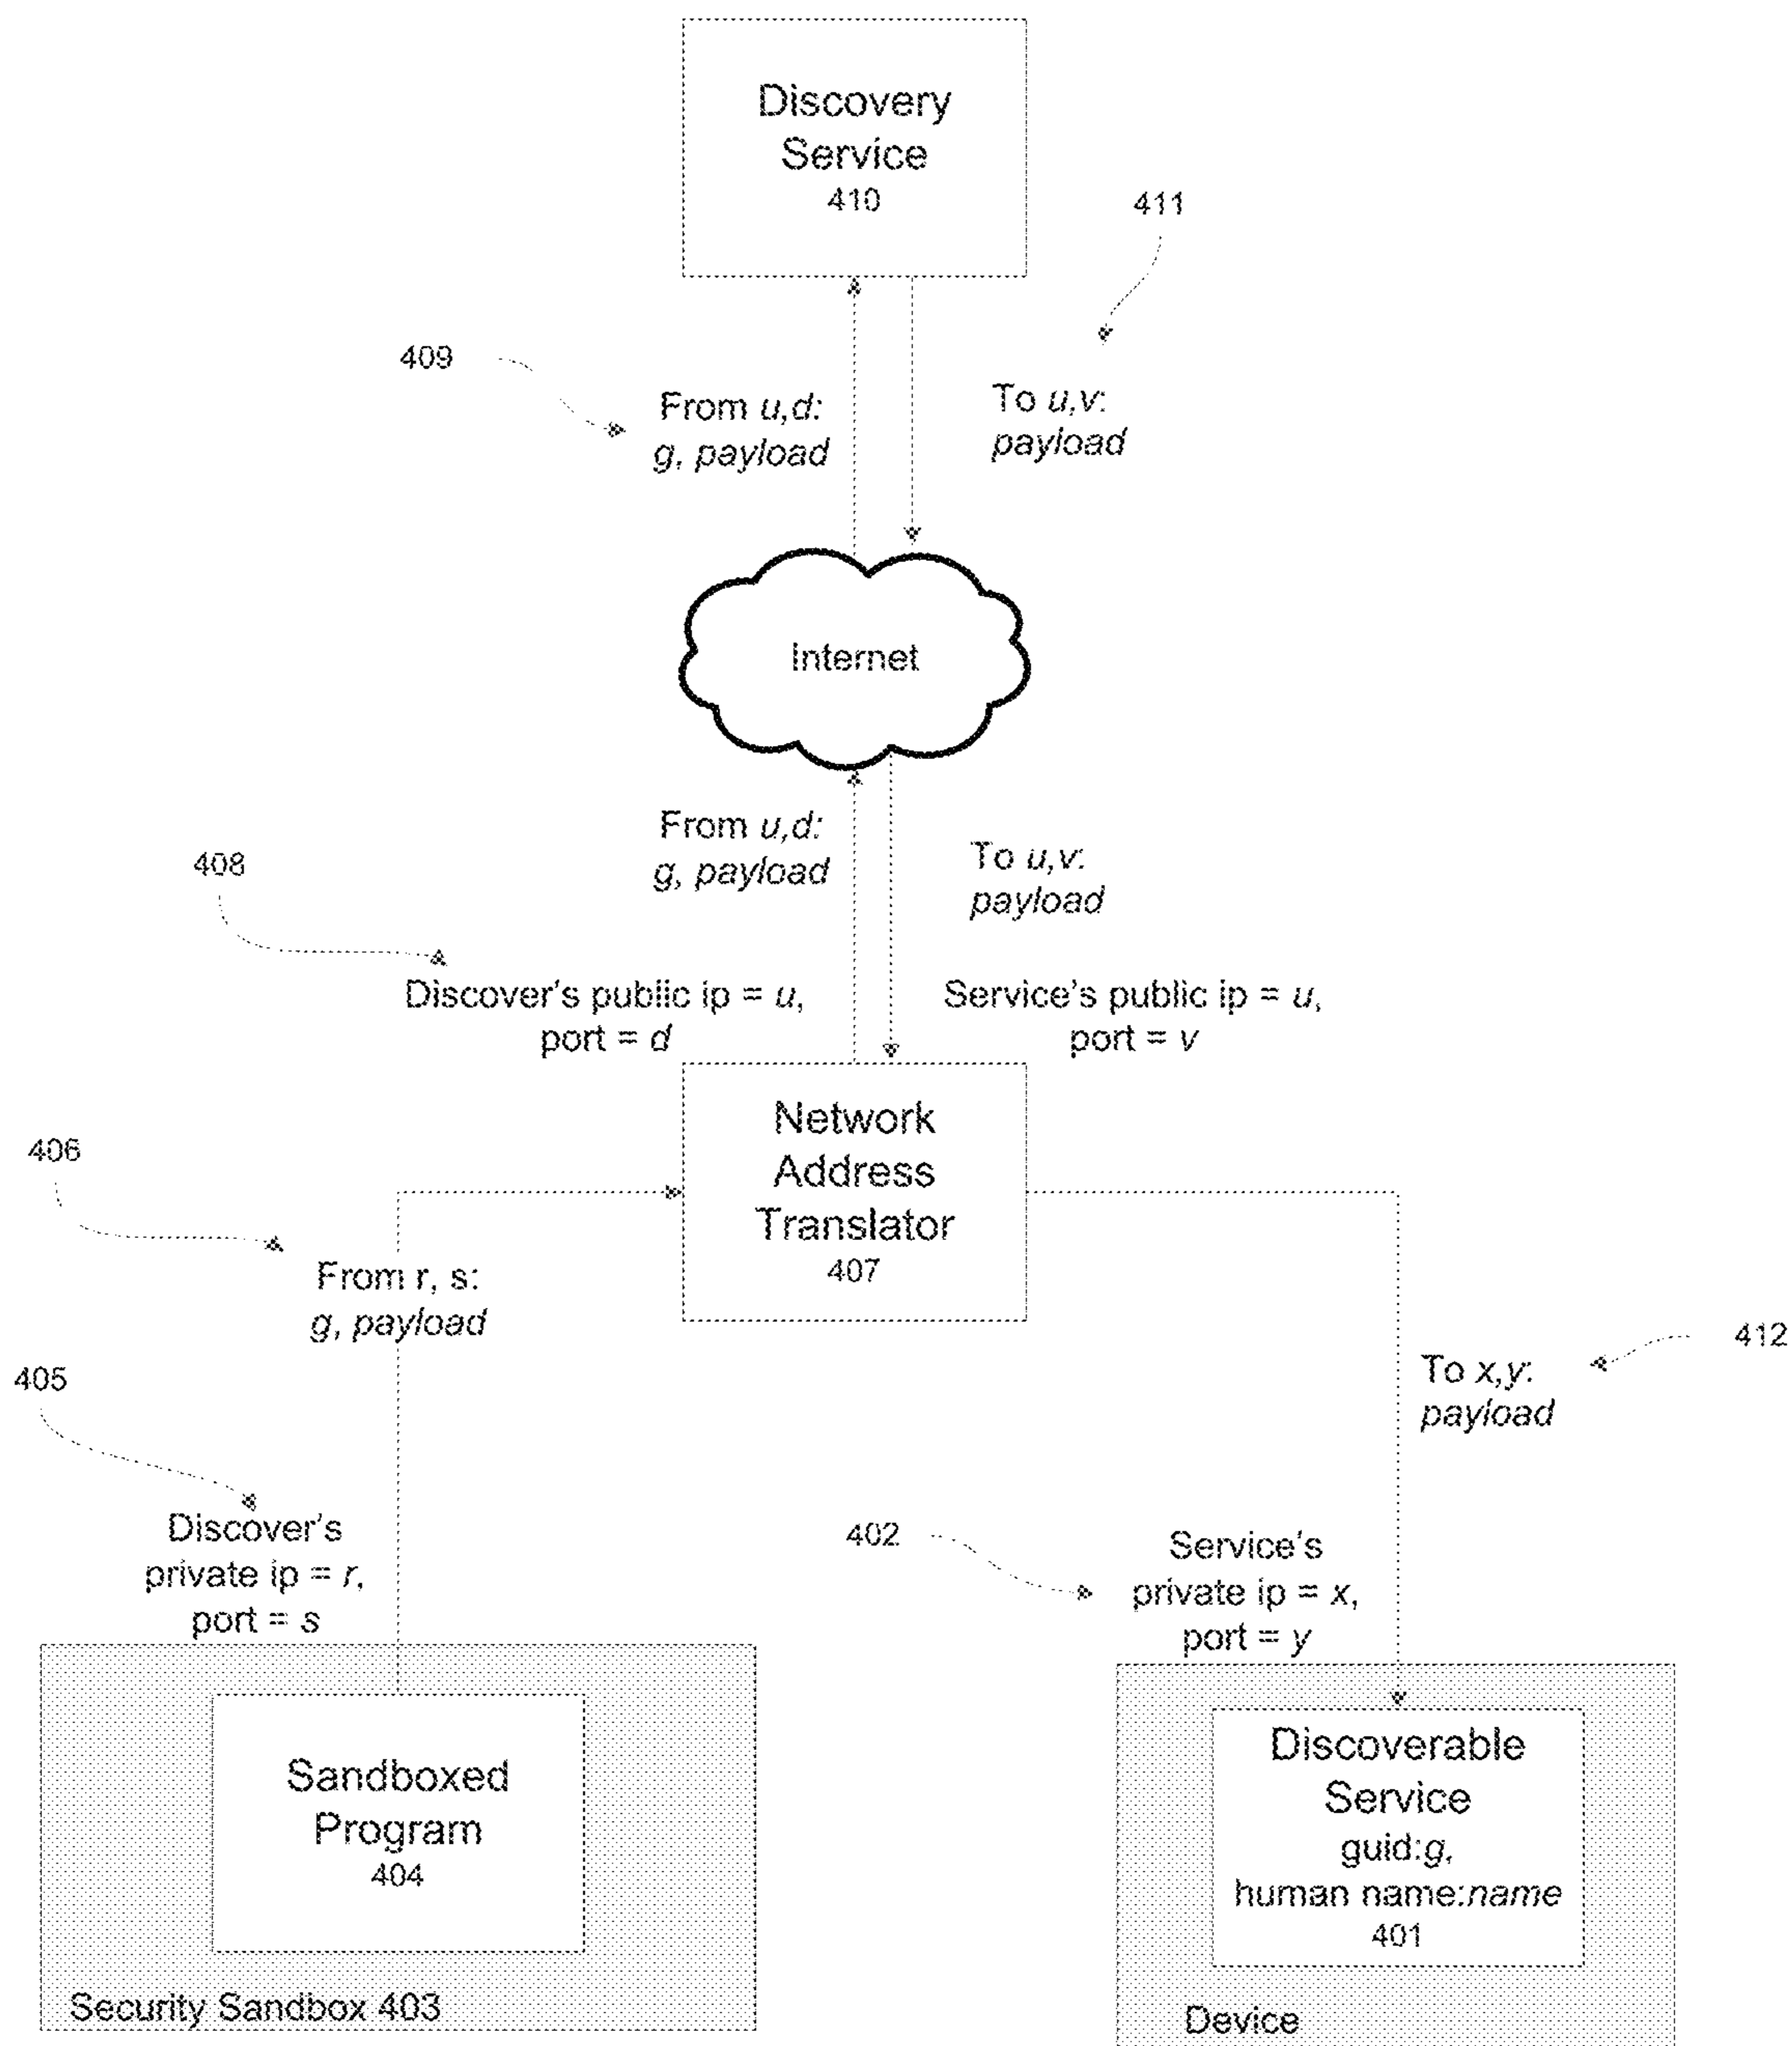 Discovery
Service
410
411
409
From u,d:
g, payload
To u,v:
payload
Internet
From u,d:
g, payload
To u,v:
payload
408
Discover's public ip = u,
port = d
Service's public ip = u,
port = v
Network
Address
Translator
407
406
From r, s:
g, payload
412
To x,y:
payload
405
Discover's
private ip = r,
port = s
402
Service's
private ip = x,
port = y
Sandboxed
Program
404
Security Sandbox 403
Discoverable
Service
guid:g,
human name:name
401
Device